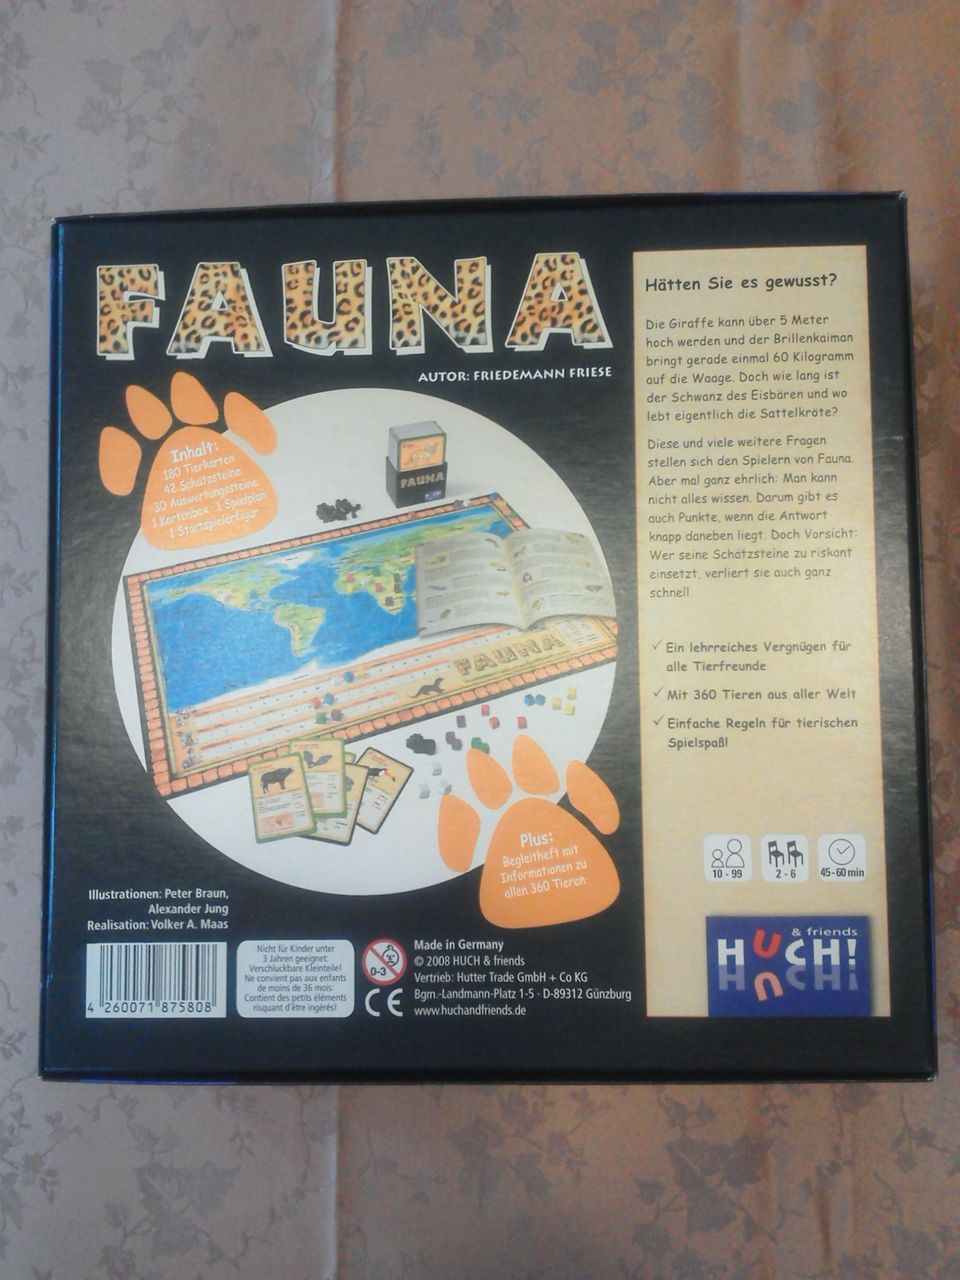 FAUNA
AUTOR: FRIEDEMANN FRIESE
Inhalt:
180 Tierkarten
42 Schätzsteine
30 Auswertungssteine
1 Kartenbox · 1 Spielplan
1 Startspielerfigur
FAUNA
FAUNA
Plus:
Begleitheft mit
Informationen zu
allen 360 Tieren
Illustrationen: Peter Braun,
Alexander Jung
Realisation: Volker A. Maas
4 260071 875808
Nicht für Kinder unter
3 Jahren geeignet:
Verschluckbare Kleinteile!
Ne convient pas aux enfants
de moins de 36 mois:
Contient des petits éléments
risquant d'être ingérés!
0-3
CE
Made in Germany
© 2008 HUCH & friends
Vertrieb: Hutter Trade GmbH + Co KG
Bgm.-Landmann-Platz 1-5 · D-89312 Günzburg
www.huchandfriends.de
Hätten Sie es gewusst?
Die Giraffe kann über 5 Meter
hoch werden und der Brillenkaiman
bringt gerade einmal 60 Kilogramm
auf die Waage. Doch wie lang ist
der Schwanz des Eisbären und wo
lebt eigentlich die Sattelkröte?
Diese und viele weitere Fragen
stellen sich den Spielern von Fauna.
Aber mal ganz ehrlich: Man kann
nicht alles wissen. Darum gibt es
auch Punkte, wenn die Antwort
knapp daneben liegt. Doch Vorsicht:
Wer seine Schätzsteine zu riskant
einsetzt, verliert sie auch ganz
schnell.
✓ Ein lehrreiches Vergnügen für
alle Tierfreunde
✓ Mit 360 Tieren aus aller Welt
✓ Einfache Regeln für tierischen
Spielspaß!
10 - 99
2 - 6
45-60 min
& friends
HUCH!